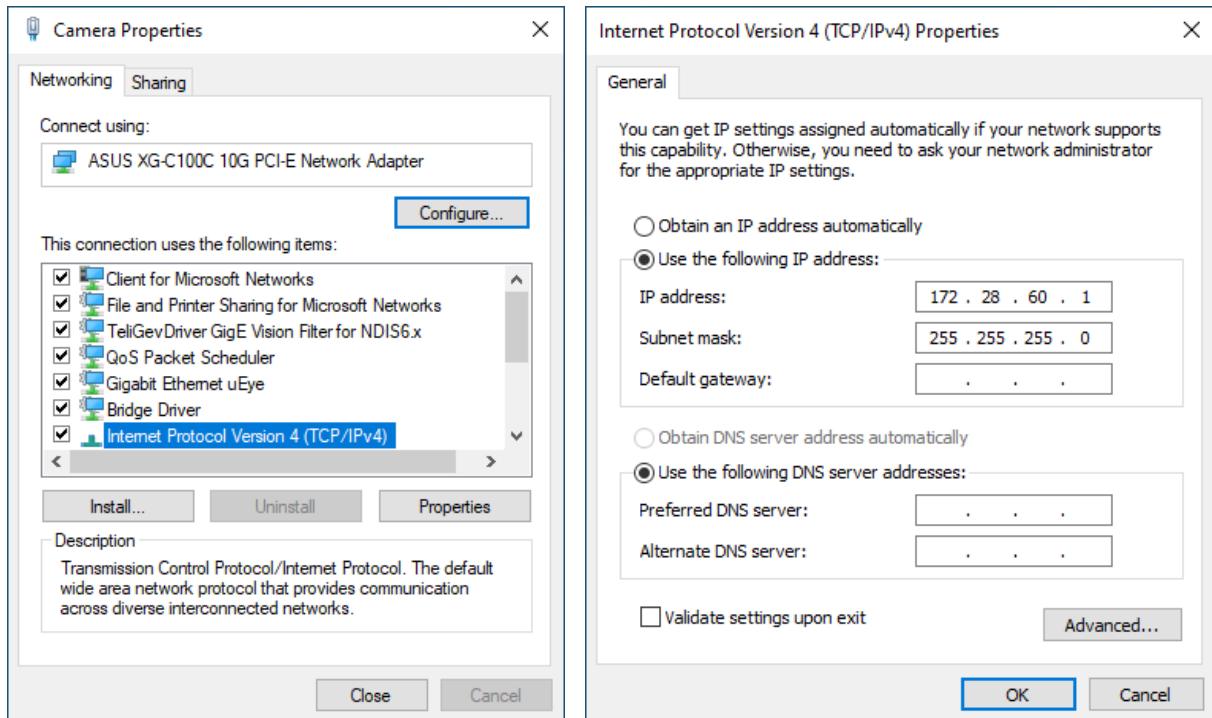 Camera Properties
Networking
Sharing
Connect using:
ASUS XG-C100C 10G PCI-E Network Adapter
Configure...
This connection uses the following items:
Client for Microsoft Networks
File and Printer Sharing for Microsoft Networks
TeliGevDriver GigE Vision Filter for NDIS6.x
QoS Packet Scheduler
Gigabit Ethernet uEye
Bridge Driver
Internet Protocol Version 4 (TCP/IPv4)
Install...
Uninstall
Properties
Description
Transmission Control Protocol/Internet Protocol. The default
wide area network protocol that provides communication
across diverse interconnected networks.
Close
Cancel
Internet Protocol Version 4 (TCP/IPv4) Properties
General
You can get IP settings assigned automatically if your network supports
this capability. Otherwise, you need to ask your network administrator
for the appropriate IP settings.
Obtain an IP address automatically
Use the following IP address:
IP address: 172 . 28 . 60 . 1
Subnet mask: 255 . 255 . 255 . 0
Default gateway: . . .
Obtain DNS server address automatically
Use the following DNS server addresses:
Preferred DNS server: . . .
Alternate DNS server: . . .
Validate settings upon exit
Advanced...
OK
Cancel